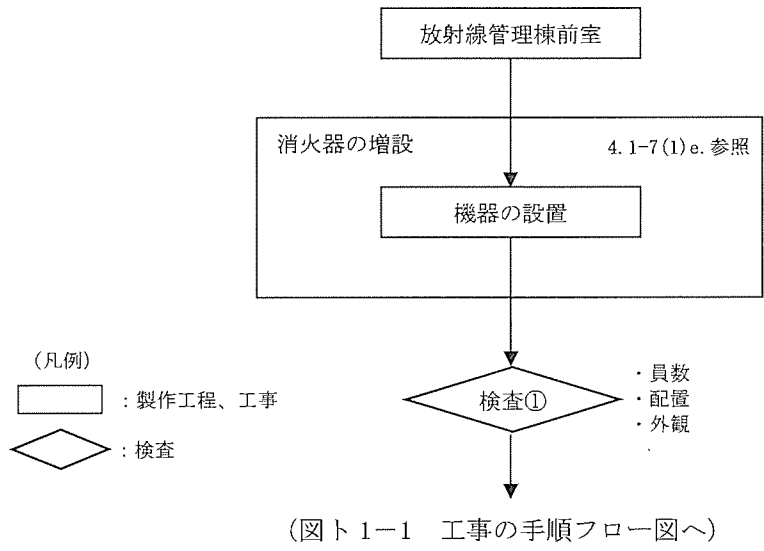 放射線管理棟前室
消火器の増設
4.1-7(1)e.参照
機器の設置
検査①
・員数
・配置
・外観
(凡例)
：製作工程、工事
：検査
(図ト1-1 工事の手順フロー図へ)